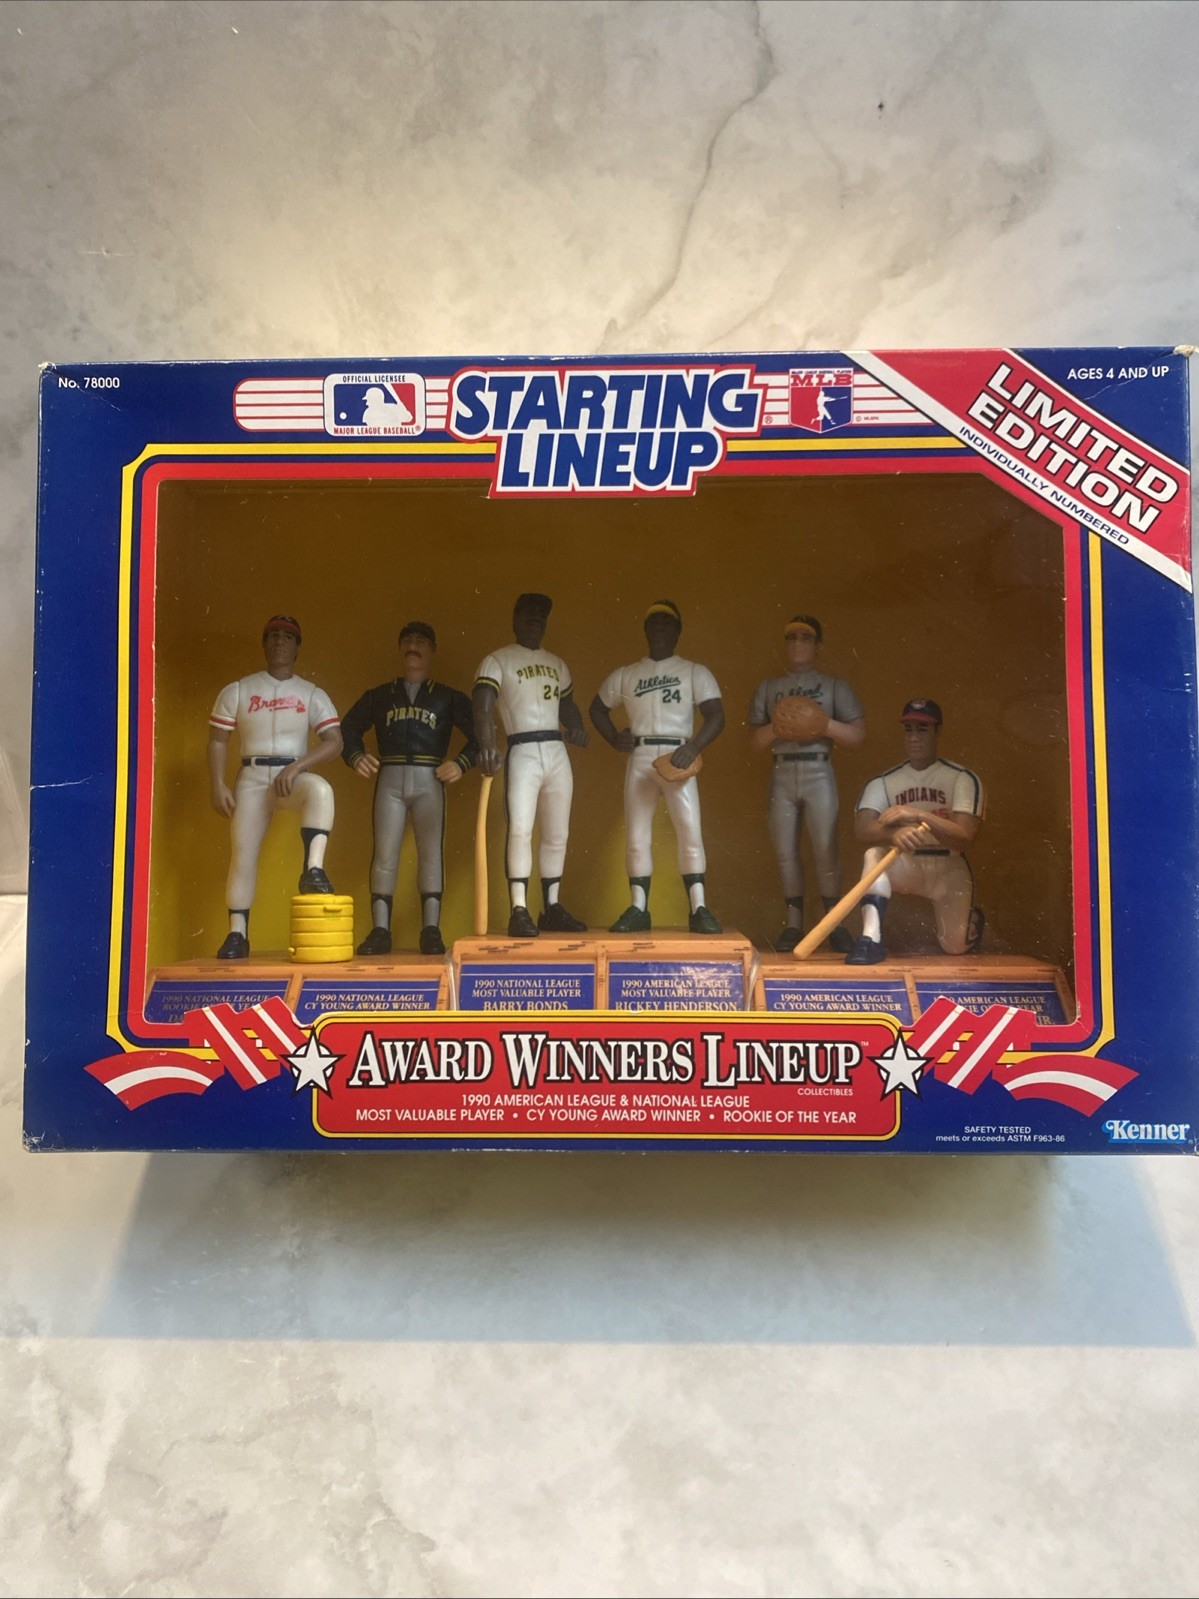 No. 78000
OFFICIAL LICENSEE
MAJOR LEAGUE BASEBALL®
STARTING
LINEUP®
MLB
© MLBPA
AGES 4 AND UP
LIMITED
EDITION
INDIVIDUALLY NUMBERED
Braves
PIRATES
PIRATES
24
Athletics
24
INDIANS
1990 NATIONAL LEAGUE
1990 NATIONAL LEAGUE
CY YOUNG AWARD WINNER
1990 NATIONAL LEAGUE
MOST VALUABLE PLAYER
BARRY BONDS
1990 AMERICAN LEAGUE
MOST VALUABLE PLAYER
RICKEY HENDERSON
1990 AMERICAN LEAGUE
CY YOUNG AWARD WINNER
AMERICAN LEAGUE
JR.
AWARD WINNERS LINEUP™
COLLECTIBLES
1990 AMERICAN LEAGUE & NATIONAL LEAGUE
MOST VALUABLE PLAYER • CY YOUNG AWARD WINNER • ROOKIE OF THE YEAR
SAFETY TESTED
meets or exceeds ASTM F963-86
Kenner